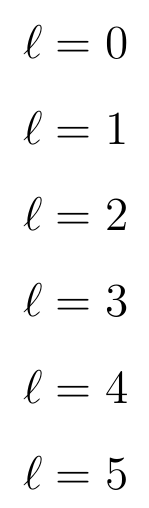 ℓ = 0
ℓ = 1
ℓ = 2
ℓ = 3
ℓ = 4
ℓ = 5